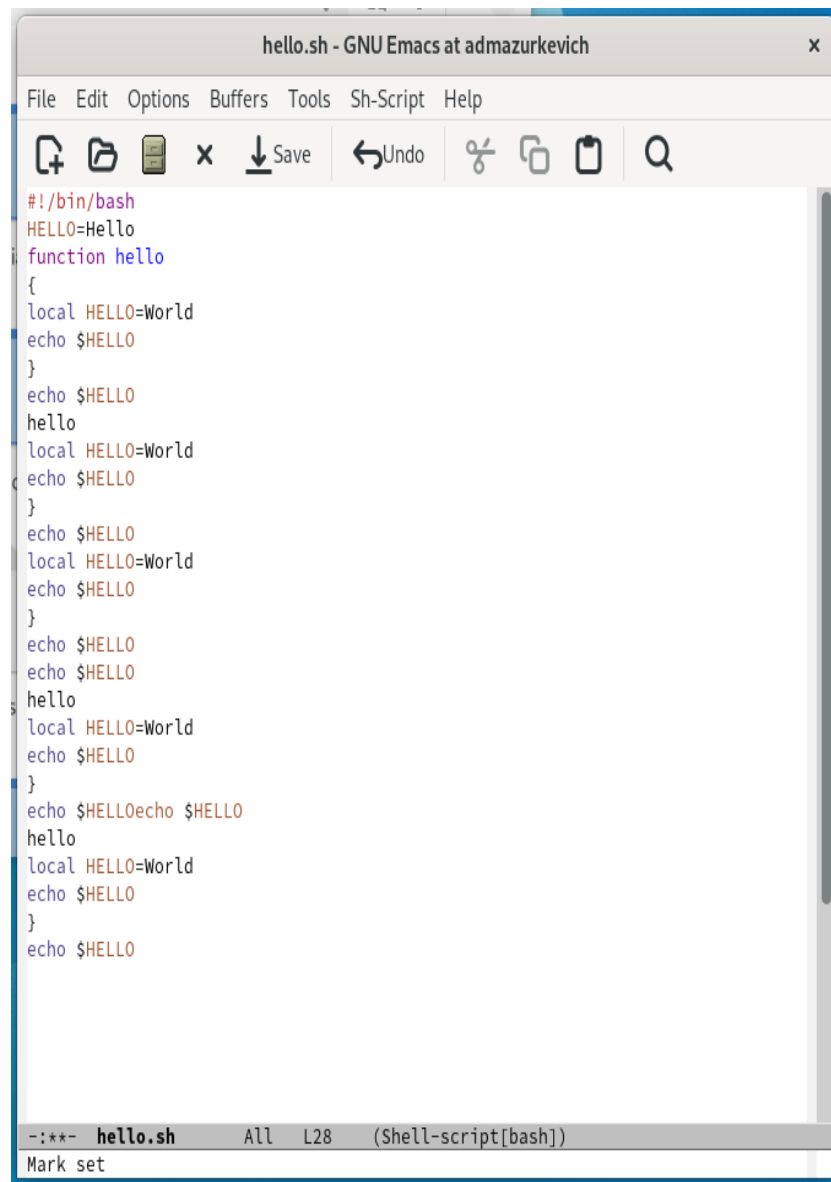 hello.sh - GNU Emacs at admazurkevich x
File Edit Options Buffers Tools Sh-Script Help
Save Undo
#!/bin/bash
HELLO=Hello
function hello
{
local HELLO=World
echo $HELLO
}
echo $HELLO
hello
local HELLO=World
echo $HELLO
}
echo $HELLO
local HELLO=World
echo $HELLO
}
echo $HELLO
echo $HELLO
hello
local HELLO=World
echo $HELLO
}
echo $HELLOecho $HELLO
hello
local HELLO=World
echo $HELLO
}
echo $HELLO
-:**- hello.sh All L28 (Shell-script[bash])
Mark set